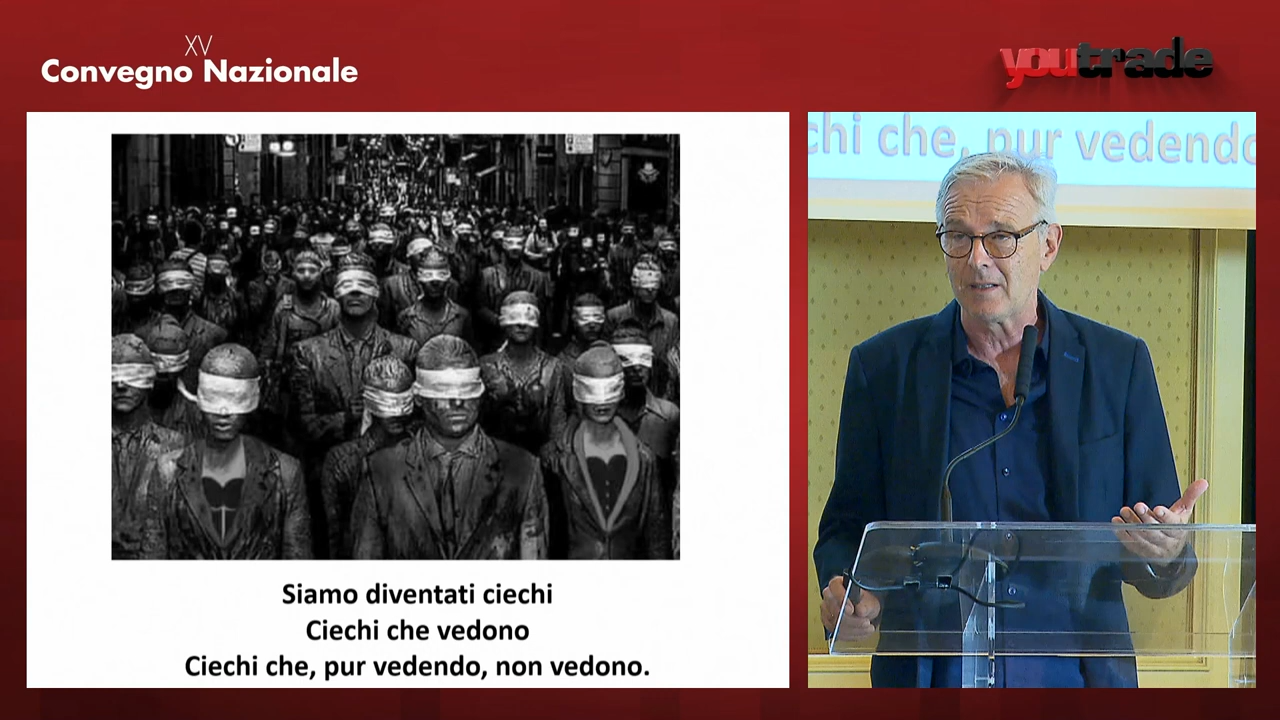 XV
Convegno Nazionale
youtrade
Siamo diventati ciechi
Ciechi che vedono
Ciechi che, pur vedendo, non vedono.
chi che, pur vedendo